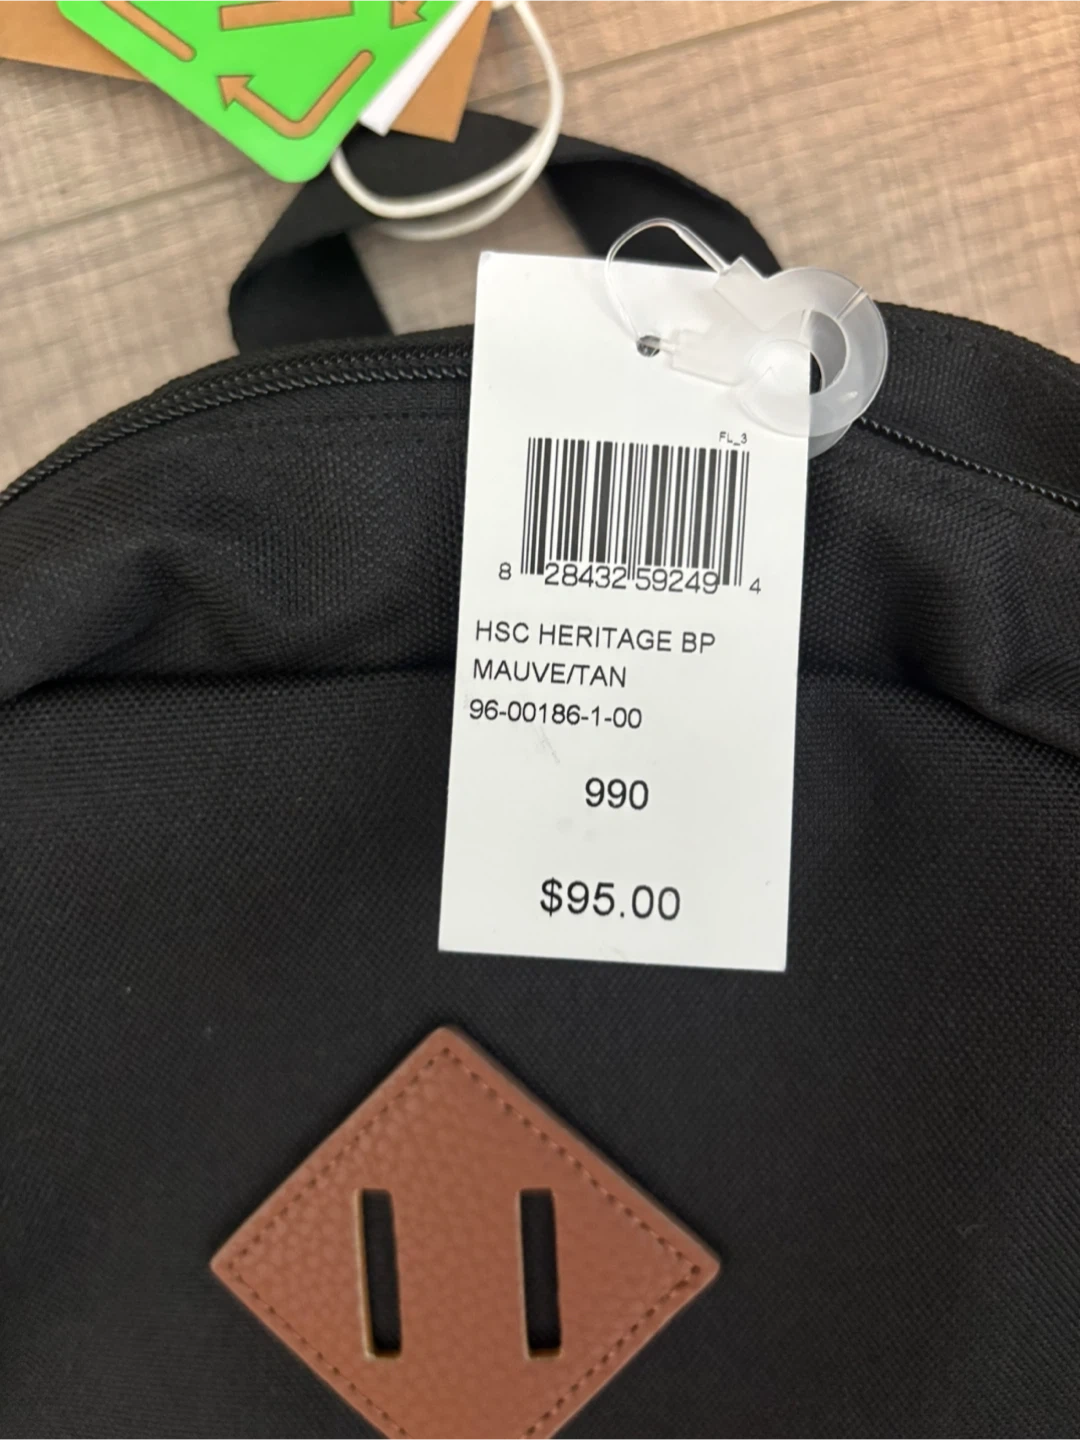 FL_3
8 28432 59249 4
HSC HERITAGE BP
MAUVE/TAN
96-00186-1-00
990
$95.00